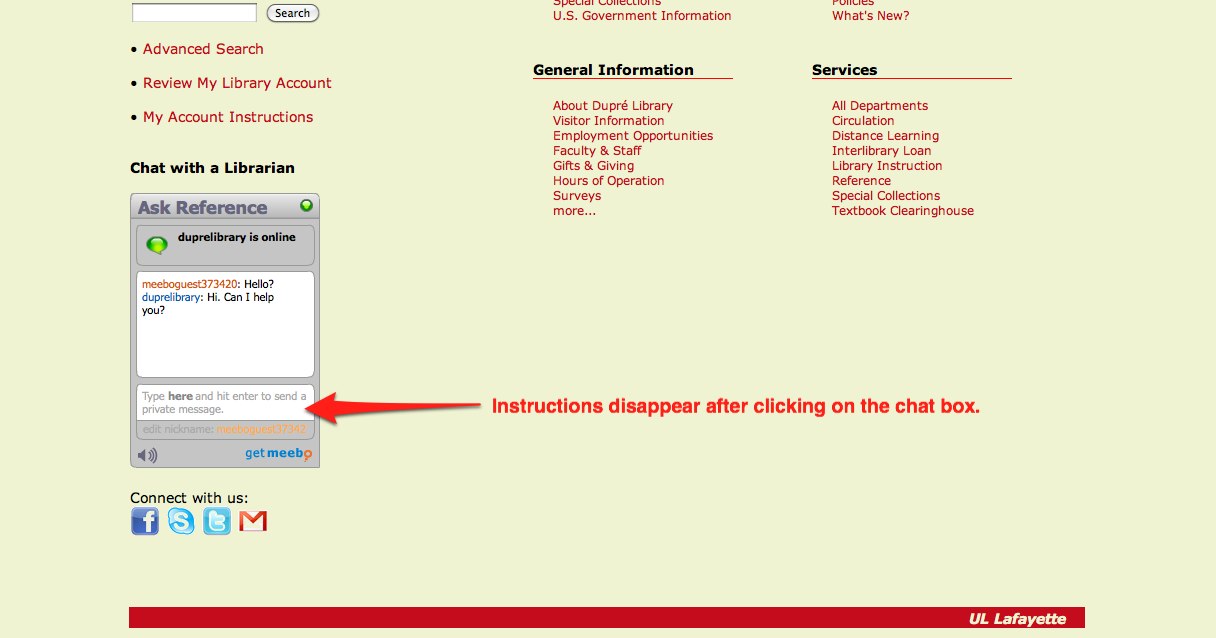 Search
• Advanced Search
• Review My Library Account
• My Account Instructions
Chat with a Librarian
Ask Reference
duprelibrary is online
meeboguest373420: Hello?
duprelibrary: Hi. Can I help
you?
Type here and hit enter to send a
private message.
edit nickname: meeboguest37342
get meebo
Connect with us:
Special Collections
U.S. Government Information
General Information
About Dupré Library
Visitor Information
Employment Opportunities
Faculty & Staff
Gifts & Giving
Hours of Operation
Surveys
more...
Policies
What's New?
Services
All Departments
Circulation
Distance Learning
Interlibrary Loan
Library Instruction
Reference
Special Collections
Textbook Clearinghouse
Instructions disappear after clicking on the chat box.
UL Lafayette